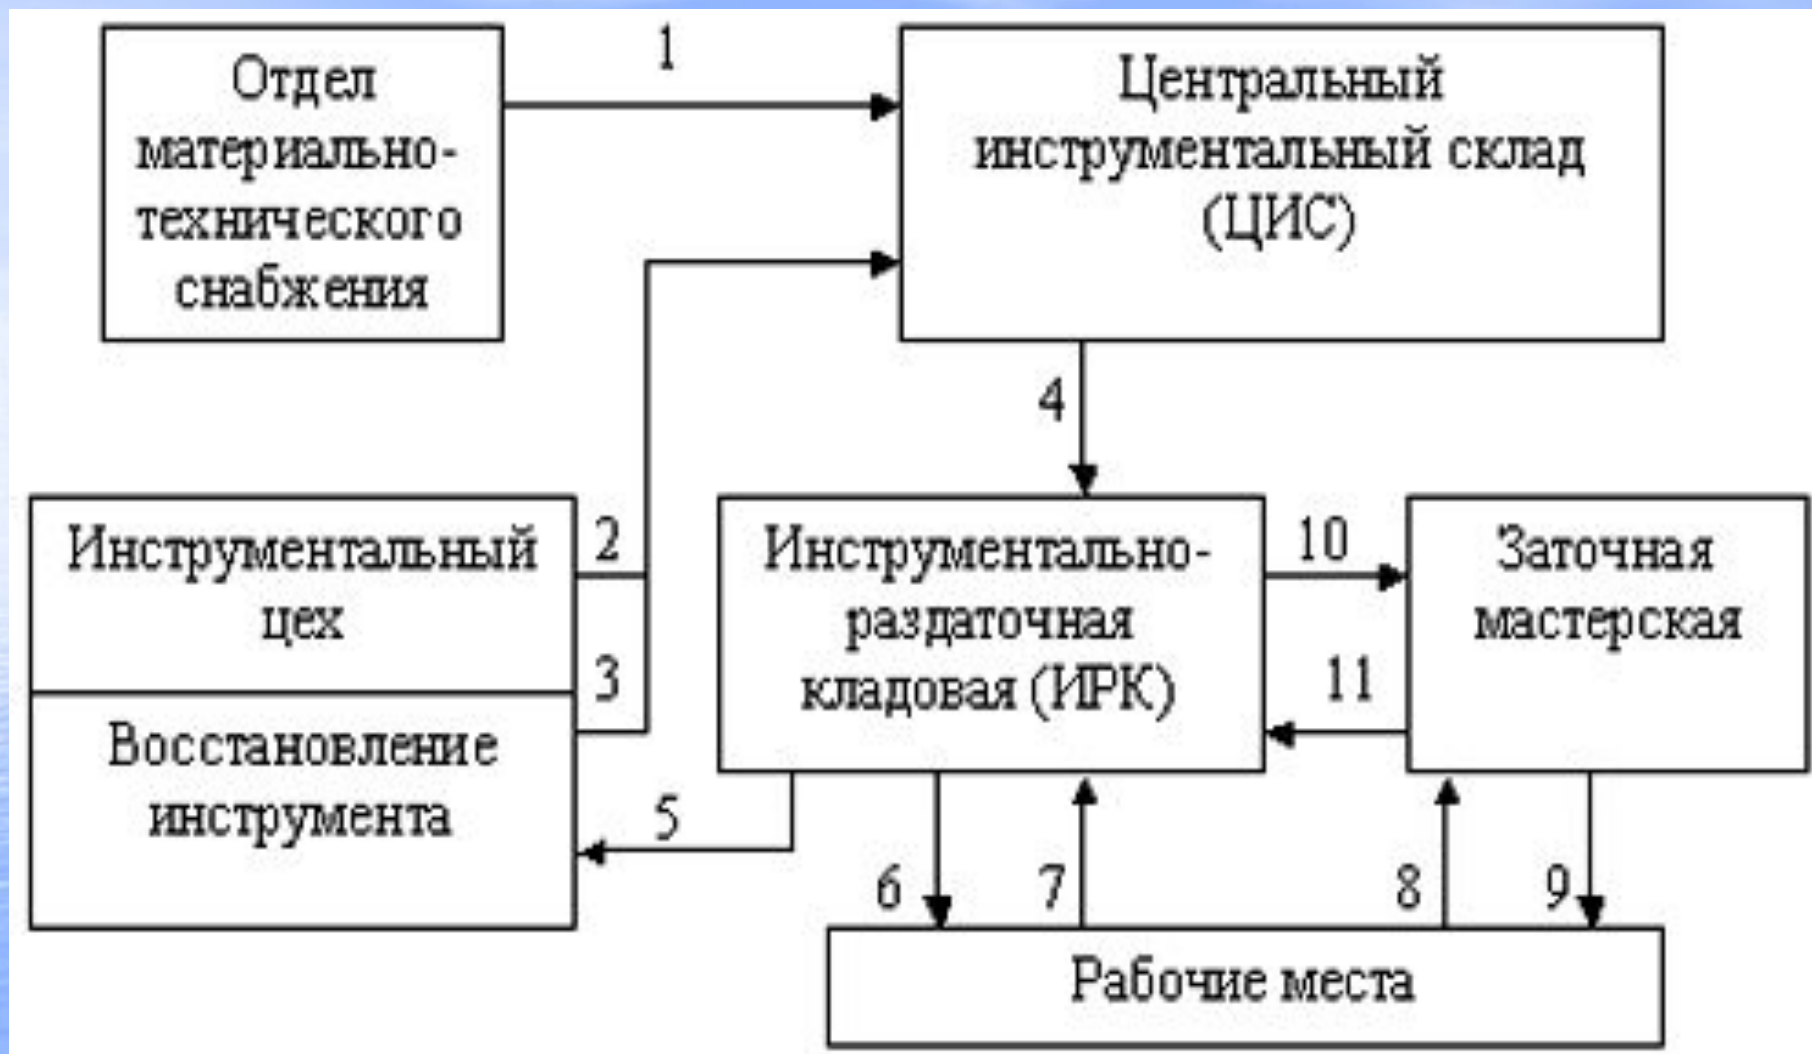 Отдел
материально-
технического
снабжения
1
Центральный
инструментальный склад
(ЦИС)
4
Инструментальный
цех
2
3
Восстановление
инструмента
5
Инструментально-
раздаточная
кладовая (ИРК)
10
11
Заточная
мастерская
6
7
8
9
Рабочие места